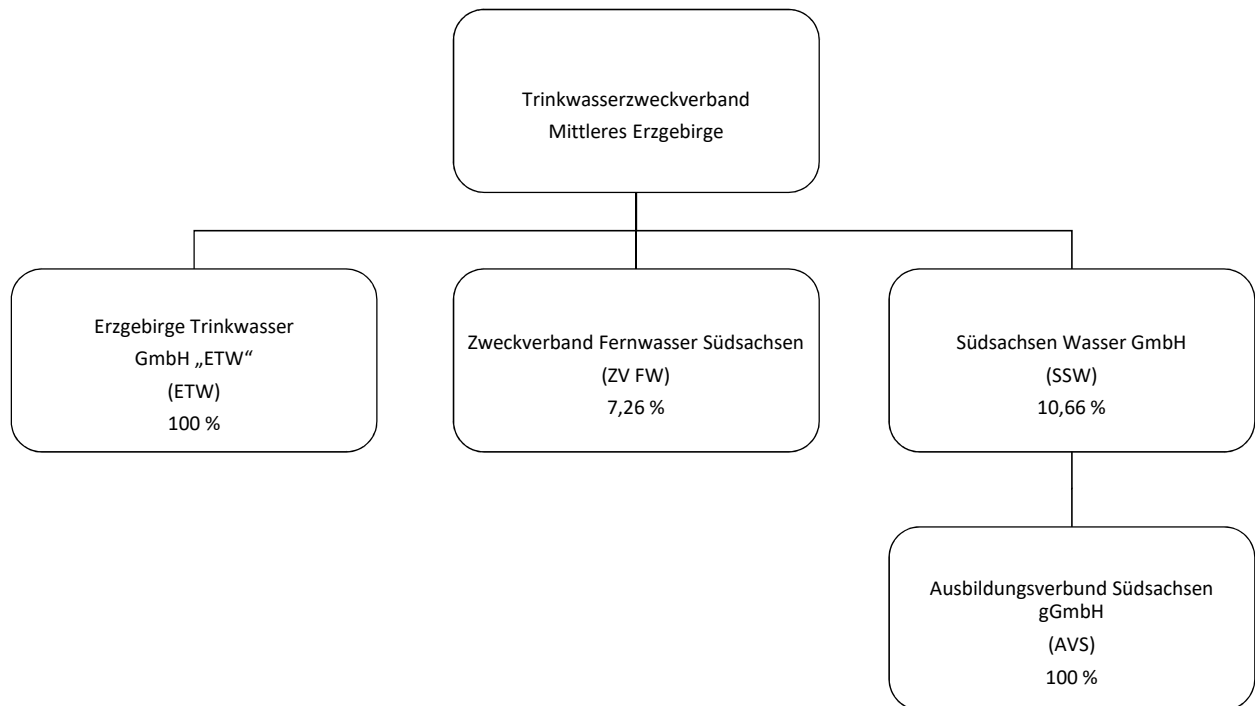 Trinkwasserzweckverband
Mittleres Erzgebirge
Erzgebirge Trinkwasser
GmbH „ETW“
(ETW)
100 %
Zweckverband Fernwasser Südsachsen
(ZV FW)
7,26 %
Südsachsen Wasser GmbH
(SSW)
10,66 %
Ausbildungsverbund Südsachsen
gGmbH
(AVS)
100 %